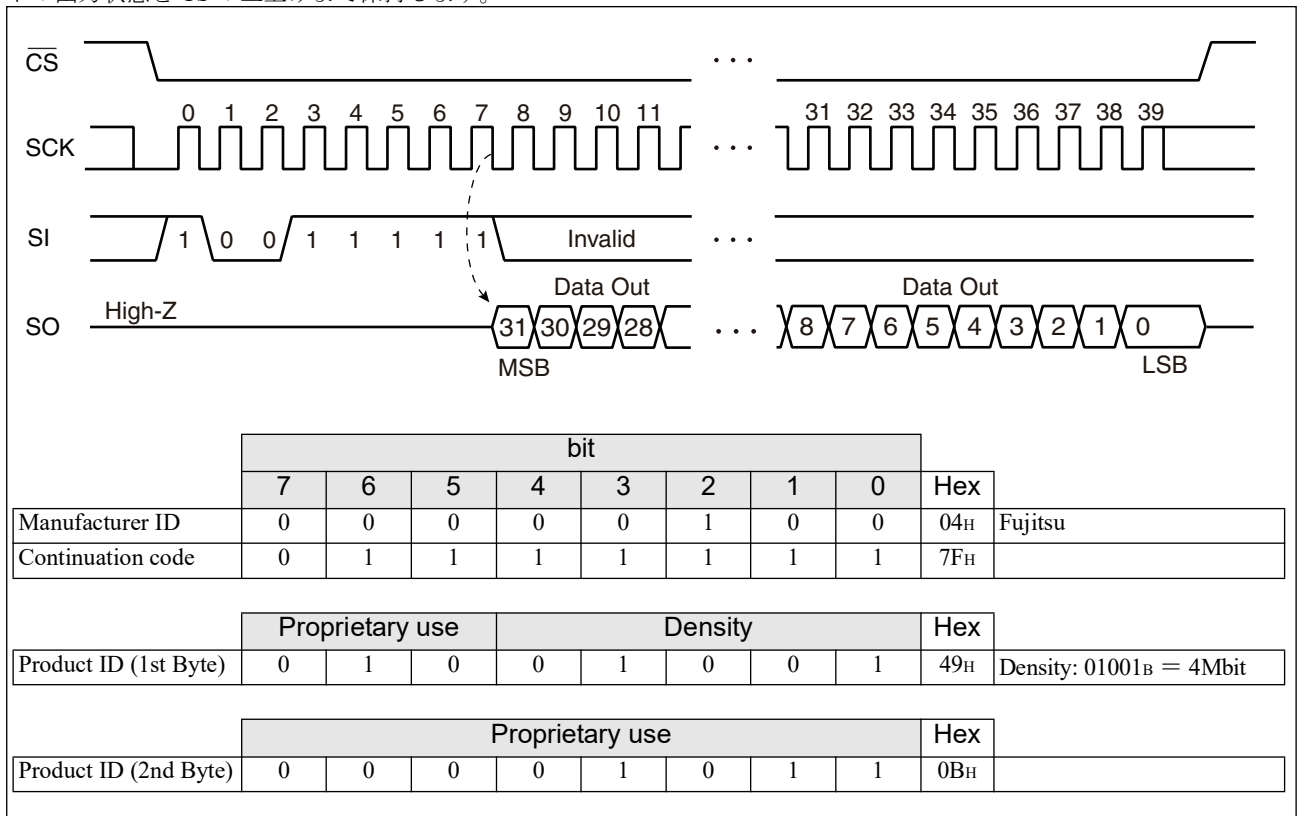 CS
0 1 2 3 4 5 6 7 8 9 10 11 31 32 33 34 35 36 37 38 39
SCK
SI 1 0 0 1 1 1 1 1 Invalid
Data Out Data Out
High-Z
SO 31 30 29 28 8 7 6 5 4 3 2 1 0
MSB LSB
bit
7 6 5 4 3 2 1 0 Hex
Manufacturer ID 0 0 0 0 0 1 0 0 04H Fujitsu
Continuation code 0 1 1 1 1 1 1 1 7FH
Proprietary use Density Hex
Product ID (1st Byte) 0 1 0 0 1 0 0 1 49H Density: 01001B = 4Mbit
Proprietary use Hex
Product ID (2nd Byte) 0 0 0 0 1 0 1 1 0BH